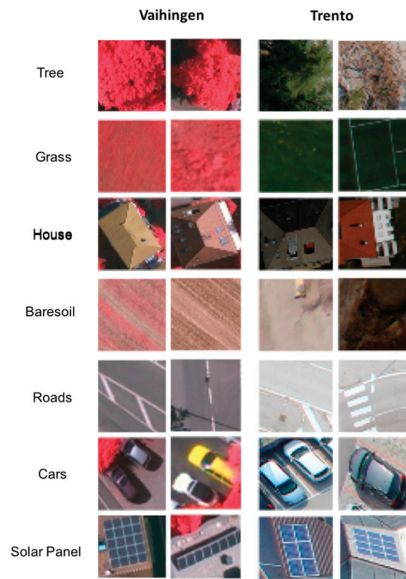 Vaihingen Trento
Tree
Grass
House
Baresoil
Roads
Cars
Solar Panel